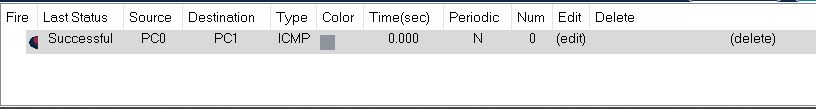 Fire Last Status Source Destination Type Color Time(sec) Periodic Num Edit Delete
Successful PC0 PC1 ICMP 0.000 N 0 (edit) (delete)